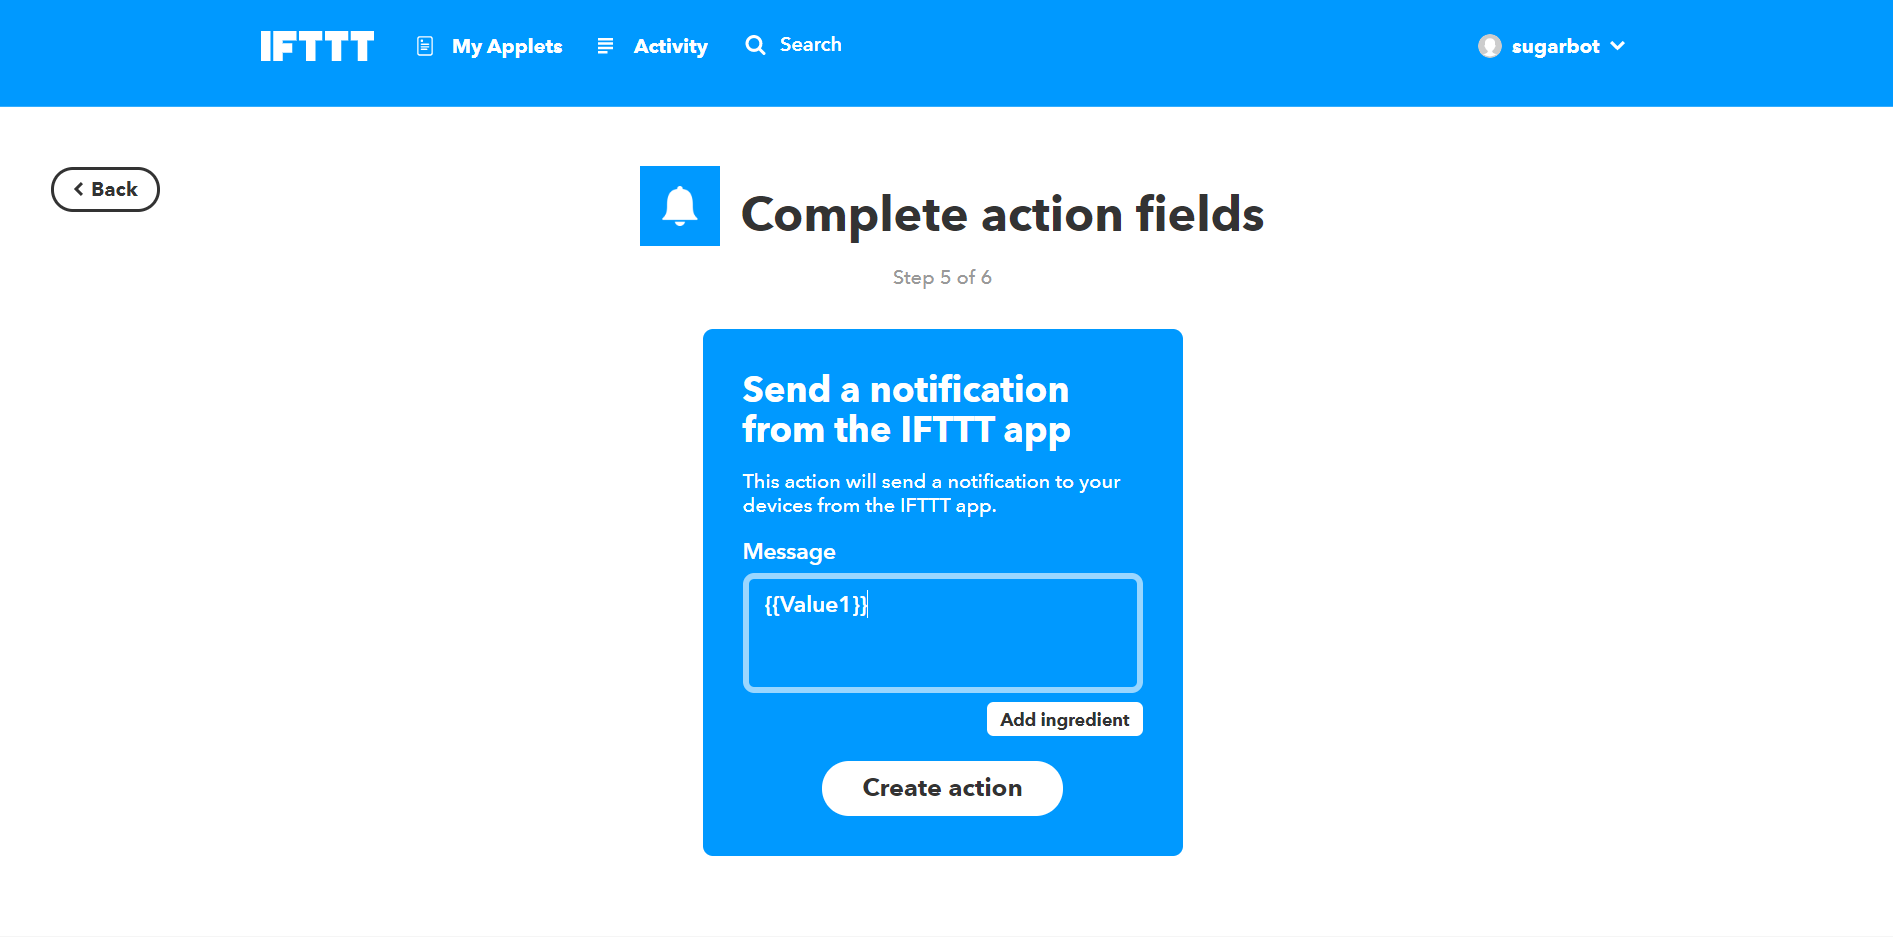 IFTTT
My Applets
Activity
Search
sugarbot
Back
Complete action fields
Step 5 of 6
Send a notification
from the IFTTT app
This action will send a notification to your
devices from the IFTTT app.
Message
{{Value1}}
Add ingredient
Create action